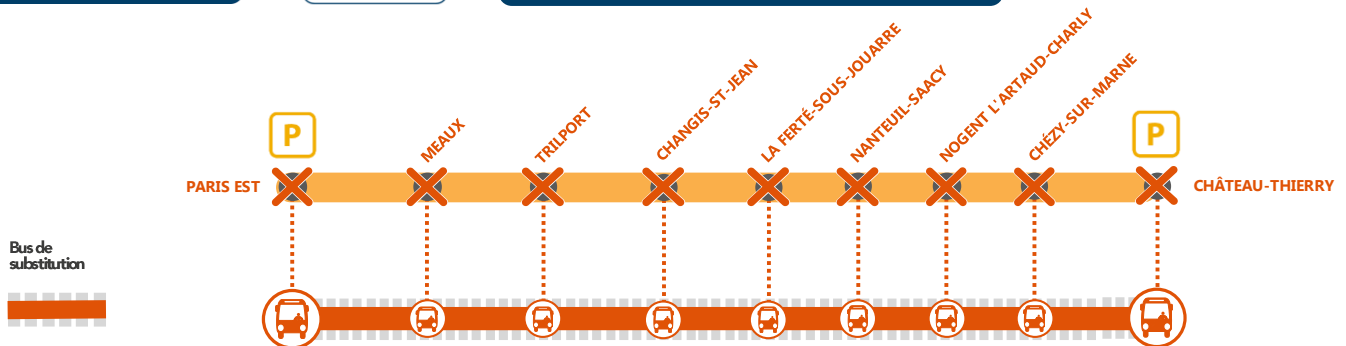 P
P
MEAUX
TRILPORT
CHANGIS-ST-JEAN
LA FERTÉ-SOUS-JOUARRE
NANTEUIL-SAACY
NOGENT L'ARTAUD-CHARLY
CHÉZY-SUR-MARNE
PARIS EST
CHÂTEAU-THIERRY
Bus de
substitution